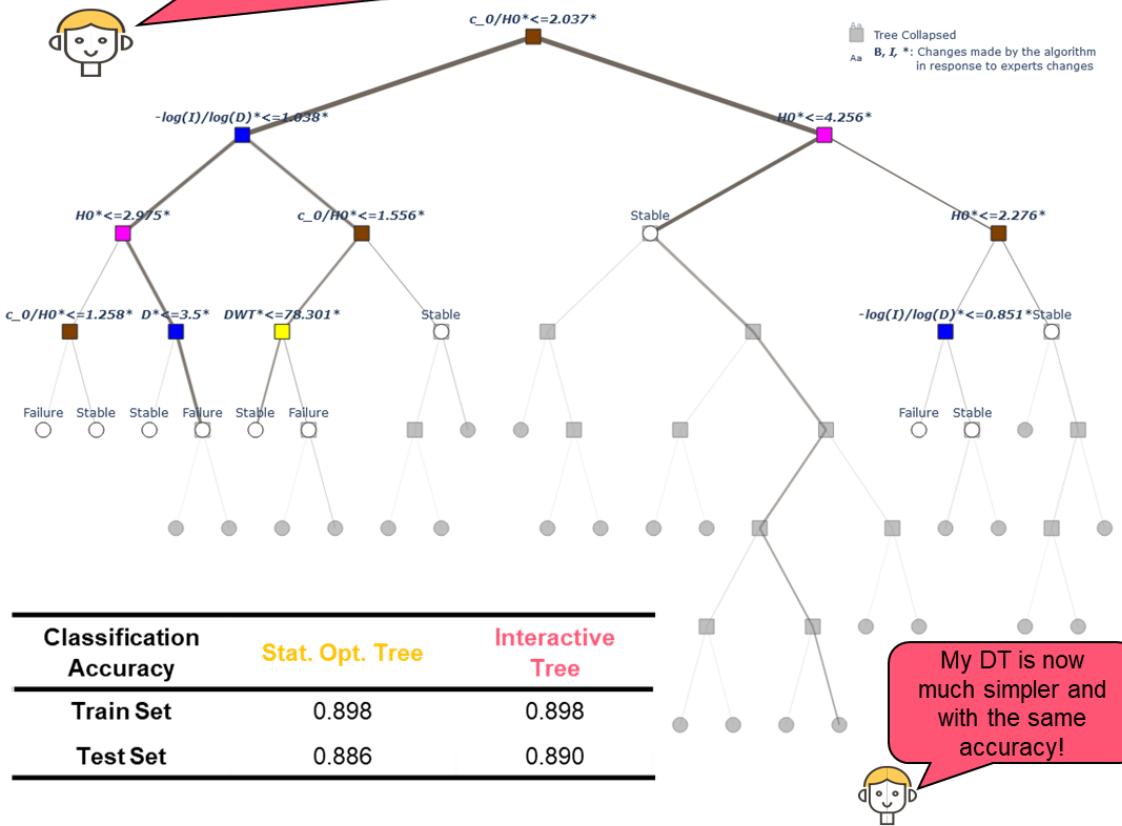 c_0/H0*<=2.037*
Aa
Tree Collapsed
Aa
B, I, *: Changes made by the algorithm
in response to experts changes
-log(I)/log(D)*<=1.038*
H0*<=4.256*
H0*<=2.975*
c_0/H0*<=1.556*
Stable
H0*<=2.276*
c_0/H0*<=1.258*
D*<=3.5*
DWT*<=78.301*
Stable
-log(I)/log(D)*<=0.851*
Stable
Failure
Stable
Stable
Failure
Stable
Failure
Failure
Stable
Classification
Accuracy
Stat. Opt. Tree
Interactive
Tree
Train Set
0.898
0.898
Test Set
0.886
0.890
My DT is now
much simpler and
with the same
accuracy!